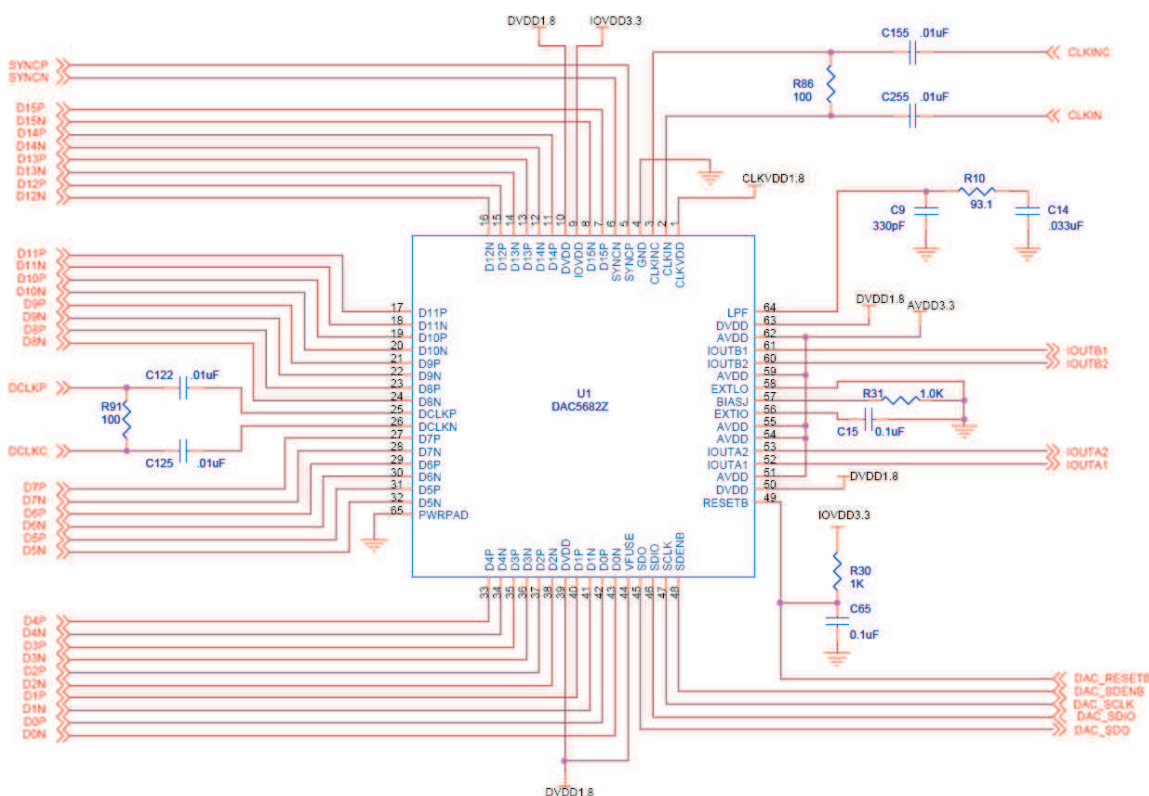 DVDD1.8 IOVDD3.3
C155 .01uF
CLKINC
SYNCP
SYNCN
R86
100
C255 .01uF
CLKIN
D15P
D15N
D14P
D14N
D13P
D13N
D12P
D12N
CLKVDD1.8
R10
93.1
C9
330pF
C14
.033uF
16 15 14 13 12 11 10 9 8 7 6 5 4 3 2 1
D12N D12P D13N D13P D14N D14P DVDD IOVDD D15N D15P SYNCN SYNCP GND CLKINC CLKIN CLKVDD
D11P
D11N
D10P
D10N
D9P
D9N
D8P
D8N
DCLKP
C122 .01uF
R91
100
DCLKC
C125 .01uF
D7P
D7N
D6P
D6N
D5P
D5N
17 D11P
18 D11N
19 D10P
20 D10N
21 D9P
22 D9N
23 D8P
24 D8N
25 DCLKP
26 DCLKN
27 D7P
28 D7N
29 D6P
30 D6N
31 D5P
32 D5N
65 PWRPAD
U1
DAC5682Z
LPF 64
DVDD 63
AVDD 62
IOUTB1 61
IOUTB2 60
AVDD 59
EXTLO 58
BIASJ 57
EXTIO 56
AVDD 55
AVDD 54
IOUTA2 53
IOUTA1 52
AVDD 51
DVDD 50
RESETB 49
DVDD1.8 AVDD3.3
IOUTB1
IOUTB2
R31 1.0K
C15 0.1uF
IOUTA2
IOUTA1
DVDD1.8
IOVDD3.3
R30
1K
C65
0.1uF
D4P D4N D3P D3N D2P D2N DVDD D1P D1N D0P D0N VFUSE SDO SDIO SCLK SDENB
33 34 35 36 37 38 39 40 41 42 43 44 45 46 47 48
D4P
D4N
D3P
D3N
D2P
D2N
D1P
D1N
D0P
D0N
DAC_RESETB
DAC_SDENB
DAC_SCLK
DAC_SDIO
DAC_SDO
DVDD1.8